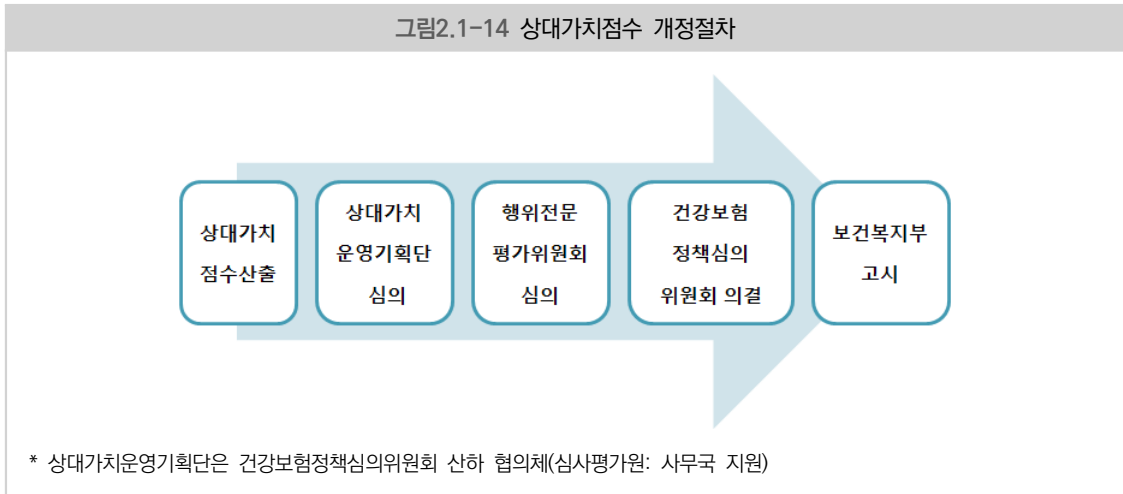 그림2.1-14 상대가치점수 개정절차
상대가치
점수산출
상대가치
운영기획단
심의
행위전문
평가위원회
심의
건강보험
정책심의
위원회 의결
보건복지부
고시
* 상대가치운영기획단은 건강보험정책심의위원회 산하 협의체(심사평가원: 사무국 지원)